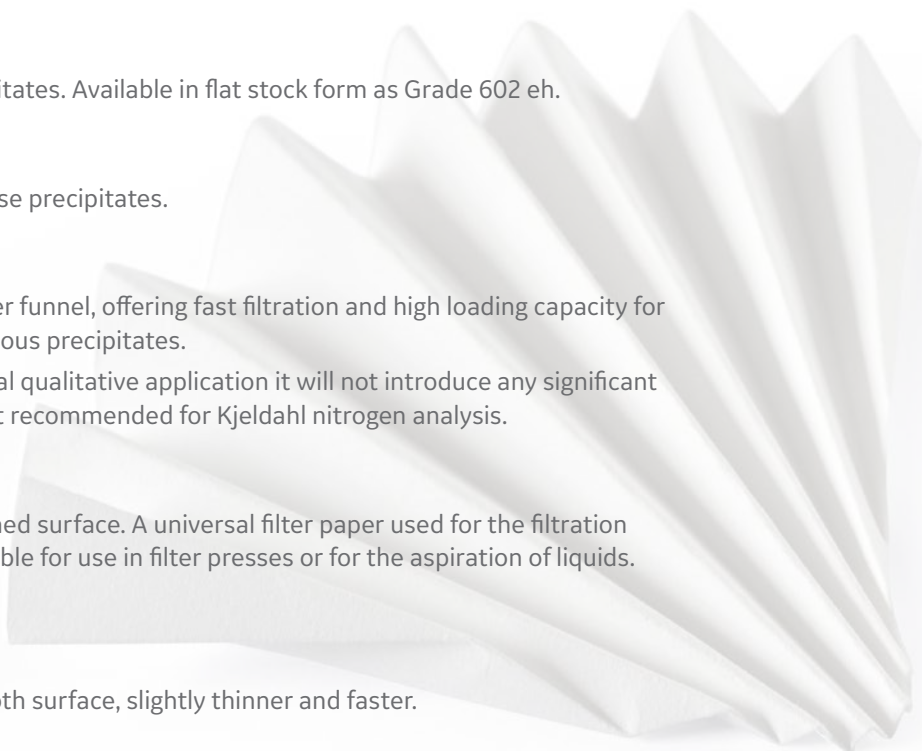 itates. Available in flat stock form as Grade 602 eh.
se precipitates.
er funnel, offering fast filtration and high loading capacity for
ous precipitates.
al qualitative application it will not introduce any significant
t recommended for Kjeldahl nitrogen analysis.
ned surface. A universal filter paper used for the filtration
ble for use in filter presses or for the aspiration of liquids.
oth surface, slightly thinner and faster.